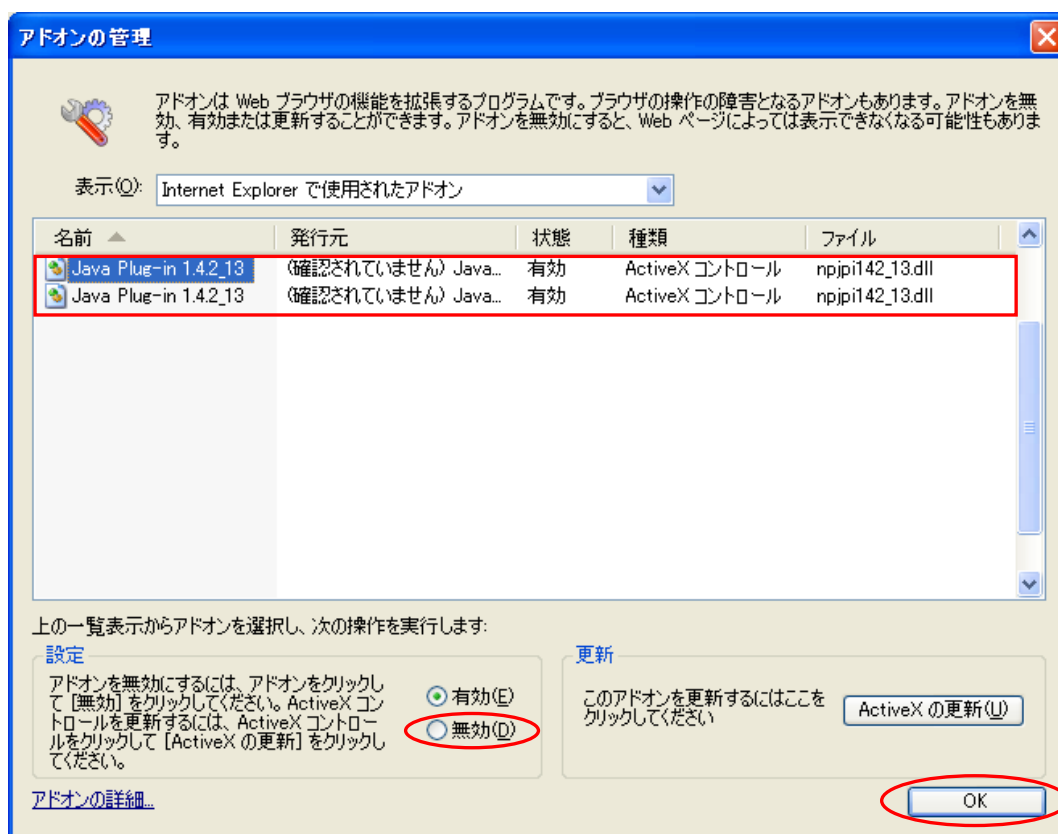 アドオンの管理
アドオンは Web ブラウザの機能を拡張するプログラムです。ブラウザの操作の障害となるアドオンもあります。アドオンを無
効、有効または更新することができます。アドオンを無効にすると、Web ページによっては表示できなくなる可能性もありま
す。
表示(O): Internet Explorer で使用されたアドオン
名前 発行元 状態 種類 ファイル
Java Plug-in 1.4.2_13 (確認されていません) Java... 有効 ActiveX コントロール npjpi142_13.dll
Java Plug-in 1.4.2_13 (確認されていません) Java... 有効 ActiveX コントロール npjpi142_13.dll
上の一覧表示からアドオンを選択し、次の操作を実行します:
設定
アドオンを無効にするには、アドオンをクリックし
て [無効] をクリックしてください。ActiveX コン
トロールを更新するには、ActiveX コントロー
ルをクリックして [ActiveX の更新] をクリックし
てください。
有効(E)
無効(D)
更新
このアドオンを更新するにはここを
クリックしてください
ActiveX の更新(U)
アドオンの詳細...
OK